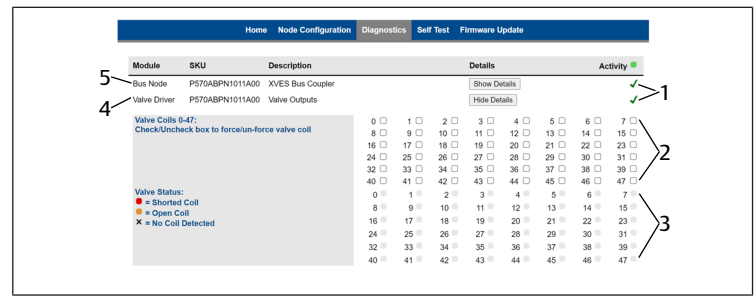 Home Node Configuration Diagnostics Self Test Firmware Update
Module SKU Description Details Activity
5 Bus Node P570ABPN1011A00 XVES Bus Coupler Show Details
1
4 Valve Driver P570ABPN1011A00 Valve Outputs Hide Details
Valve Coils 0-47: 0 1 2 3 4 5 6 7
Check/Uncheck box to force/un-force valve coil
8 9 10 11 12 13 14 15
16 17 18 19 20 21 22 23
2
24 25 26 27 28 29 30 31
32 33 34 35 36 37 38 39
40 41 42 43 44 45 46 47
Valve Status: 0 1 2 3 4 5 6 7
= Shorted Coil
8 9 10 11 12 13 14 15
= Open Coil
16 17 18 19 20 21 22 23
3
× = No Coil Detected
24 25 26 27 28 29 30 31
32 33 34 35 36 37 38 39
40 41 42 43 44 45 46 47